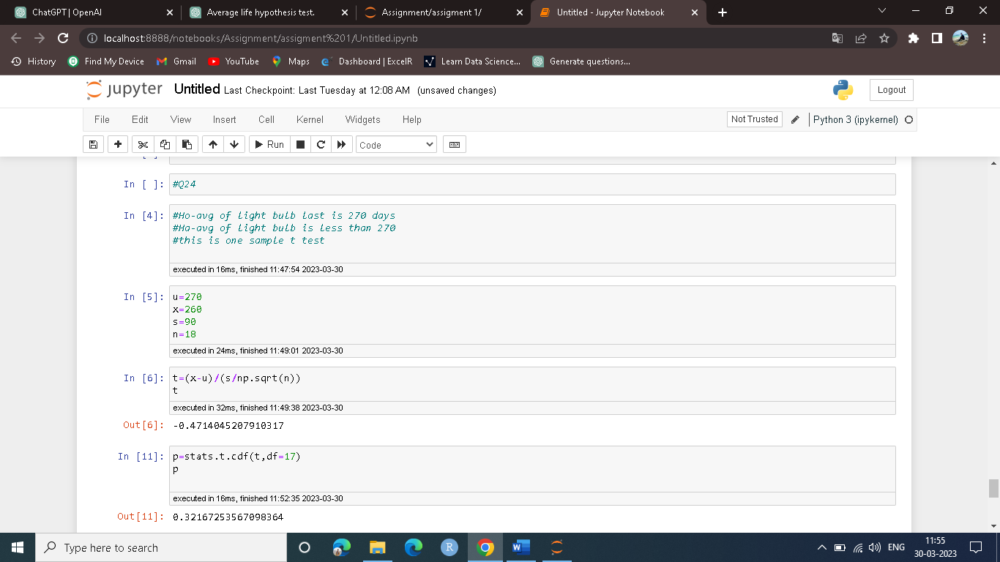 ChatGPT | OpenAI
Average life hypothesis test.
Assignment/assigment 1/
Untitled - Jupyter Notebook
localhost:8888/notebooks/Assignment/assigment%201/Untitled.ipynb
History
Find My Device
Gmail
YouTube
Maps
Dashboard | ExcelR
Learn Data Science...
Generate questions...
jupyter Untitled Last Checkpoint: Last Tuesday at 12:08 AM (unsaved changes)
Logout
File Edit View Insert Cell Kernel Widgets Help
Not Trusted
Python 3 (ipykernel)
Run
Code
In [ ]: #Q24
In [4]: #Ho-avg of light bulb last is 270 days
#Ha-avg of light bulb is less than 270
#this is one sample t test
executed in 16ms, finished 11:47:54 2023-03-30
In [5]: u=270
x=260
s=90
n=18
executed in 24ms, finished 11:49:01 2023-03-30
In [6]: t=(x-u)/(s/np.sqrt(n))
t
executed in 32ms, finished 11:49:38 2023-03-30
Out[6]: -0.4714045207910317
In [11]: p=stats.t.cdf(t,df=17)
p
executed in 16ms, finished 11:52:35 2023-03-30
Out[11]: 0.32167253567098364
Type here to search
R
W
ENG
11:55
30-03-2023